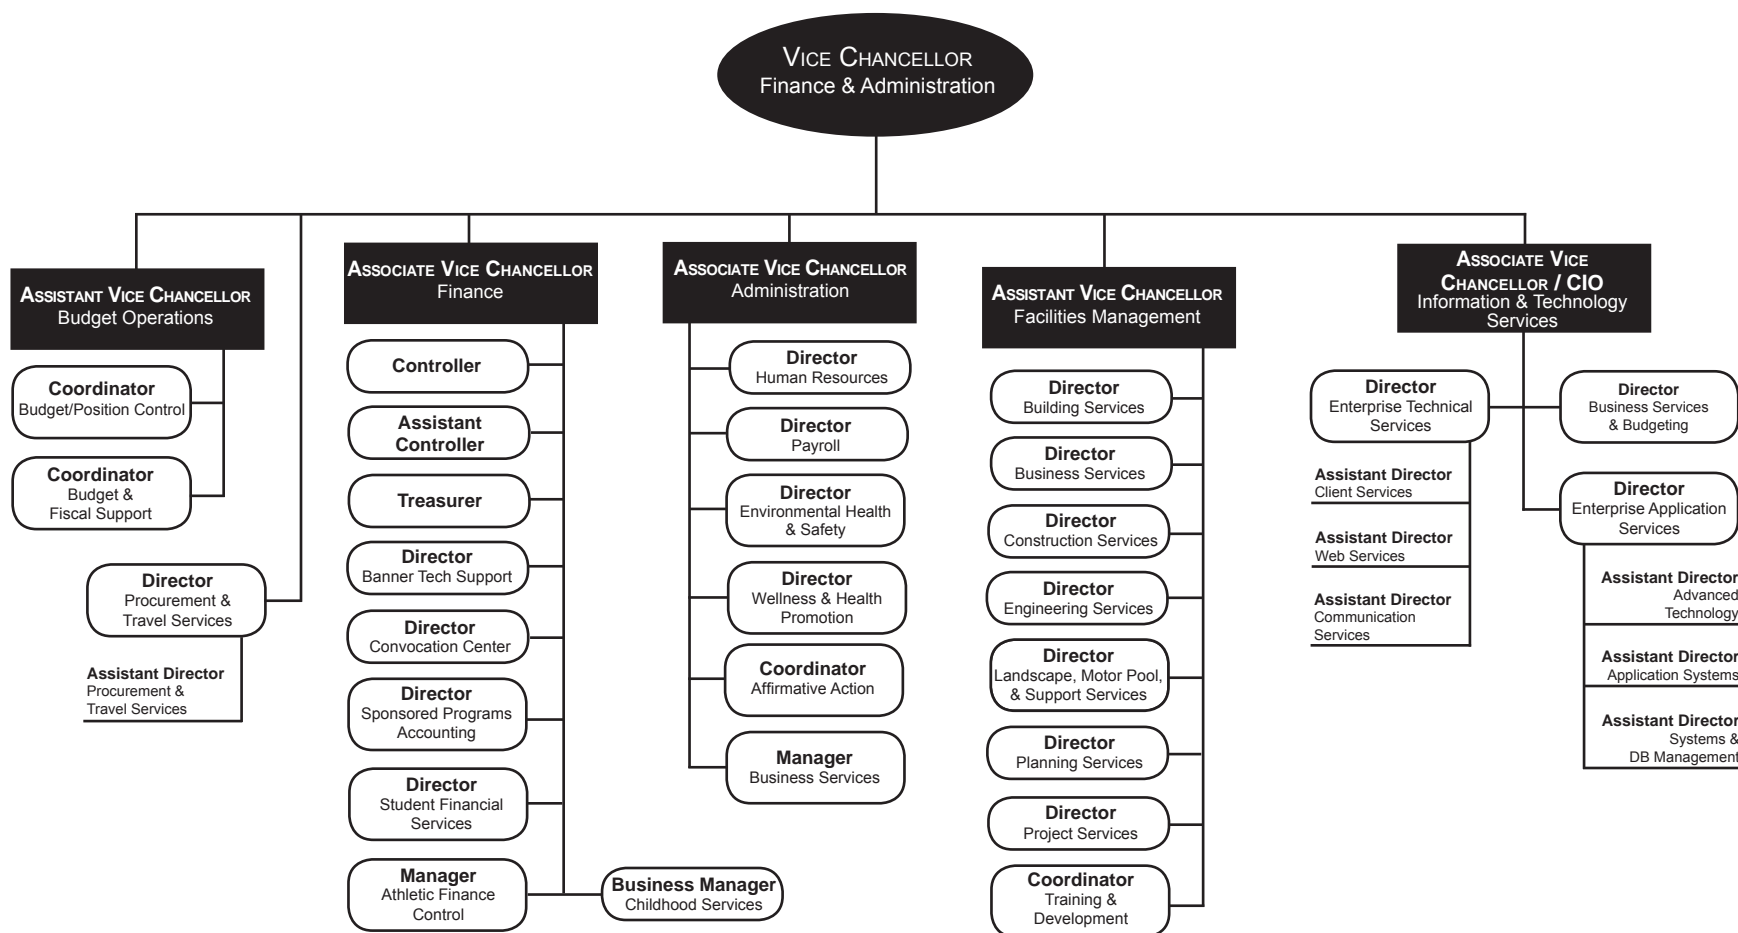 VICE CHANCELLOR
Finance & Administration
ASSISTANT VICE CHANCELLOR
Budget Operations
Coordinator
Budget/Position Control
Coordinator
Budget &
Fiscal Support
Director
Procurement &
Travel Services
Assistant Director
Procurement &
Travel Services
ASSOCIATE VICE CHANCELLOR
Finance
Controller
Assistant
Controller
Treasurer
Director
Banner Tech Support
Director
Convocation Center
Director
Sponsored Programs
Accounting
Director
Student Financial
Services
Manager
Athletic Finance
Control
Business Manager
Childhood Services
ASSOCIATE VICE CHANCELLOR
Administration
Director
Human Resources
Director
Payroll
Director
Environmental Health
& Safety
Director
Wellness & Health
Promotion
Coordinator
Affirmative Action
Manager
Business Services
ASSISTANT VICE CHANCELLOR
Facilities Management
Director
Building Services
Director
Business Services
Director
Construction Services
Director
Engineering Services
Director
Landscape, Motor Pool,
& Support Services
Director
Planning Services
Director
Project Services
Coordinator
Training &
Development
ASSOCIATE VICE
CHANCELLOR / CIO
Information & Technology
Services
Director
Enterprise Technical
Services
Assistant Director
Client Services
Assistant Director
Web Services
Assistant Director
Communication
Services
Director
Business Services
& Budgeting
Director
Enterprise Application
Services
Assistant Director
Advanced
Technology
Assistant Director
Application Systems
Assistant Director
Systems &
DB Management